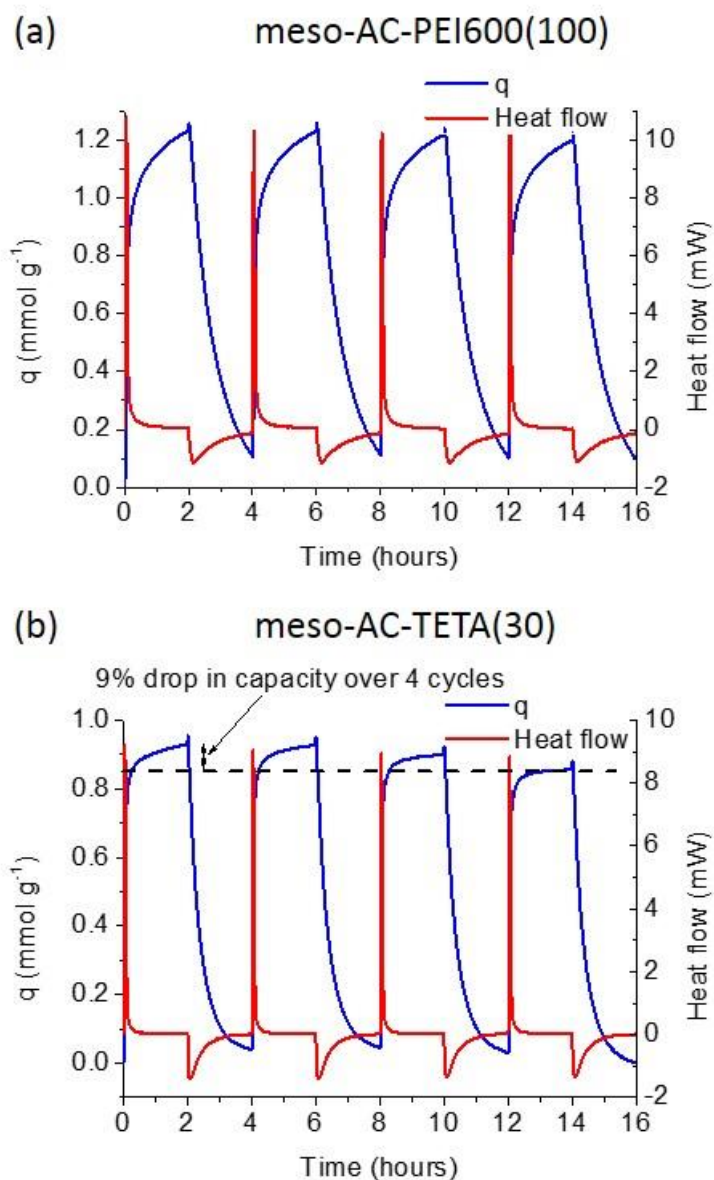 (a) meso-AC-PEI600(100)
q
Heat flow
1.2
1.0
0.8
0.6
0.4
0.2
0.0
q (mmol g-1)
10
8
6
4
2
0
-2
Heat flow (mW)
0 2 4 6 8 10 12 14 16
Time (hours)
(b) meso-AC-TETA(30)
9% drop in capacity over 4 cycles
q
Heat flow
1.0
0.8
0.6
0.4
0.2
0.0
q (mmol g-1)
10
8
6
4
2
0
-2
Heat flow (mW)
0 2 4 6 8 10 12 14 16
Time (hours)